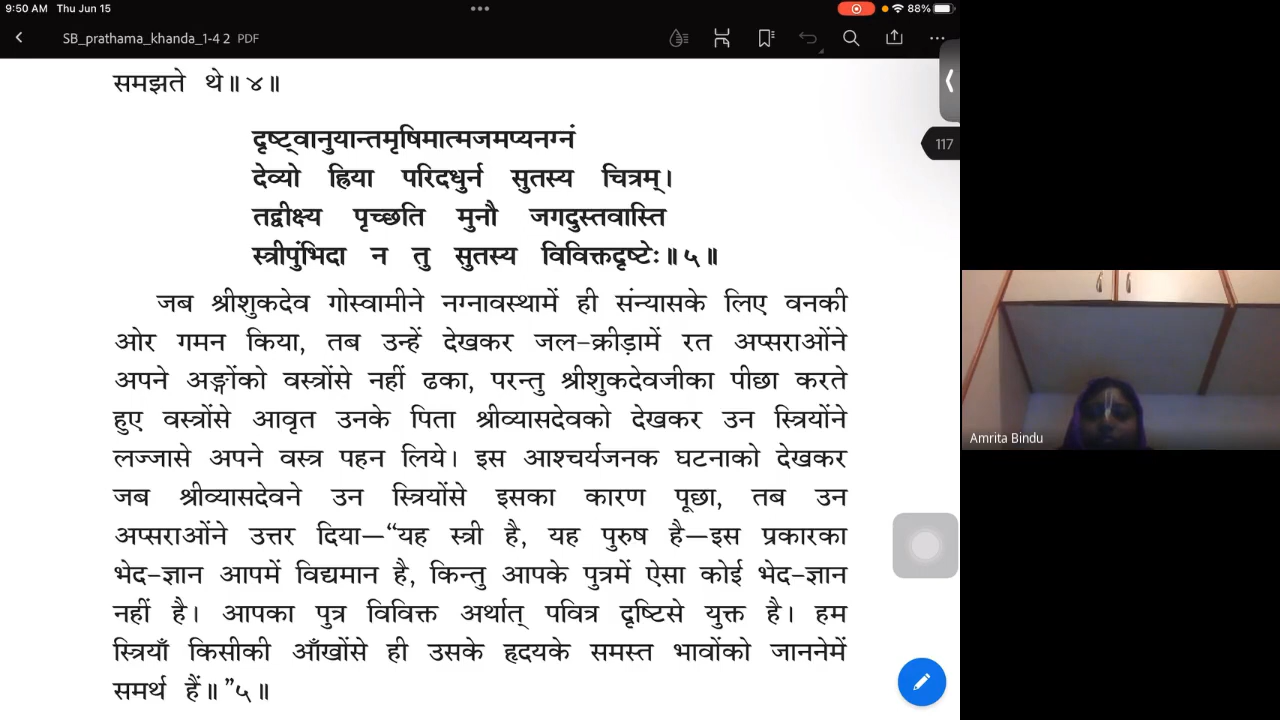 9:50 AM Thu Jun 15
88%
SB_prathama_khanda_1-4 2 PDF
समझते थे॥४॥
117
दृष्ट्वानुयान्तमृषिमात्मजमप्यनग्नं
देव्यो ह्रिया परिदधुर्न सुतस्य चित्रम्।
तद्वीक्ष्य पृच्छति मुनौ जगदुस्तवास्ति
स्त्रीपुंभिदा न तु सुतस्य विविक्तदृष्टेः॥५॥
जब श्रीशुकदेव गोस्वामीने नग्नावस्थामें ही संन्यासके लिए वनकी
ओर गमन किया, तब उन्हें देखकर जल-क्रीड़ामें रत अप्सराओंने
अपने अङ्गोंको वस्त्रोंसे नहीं ढका, परन्तु श्रीशुकदेवजीका पीछा करते
हुए वस्त्रोंसे आवृत उनके पिता श्रीव्यासदेवको देखकर उन स्त्रियोंने
लज्जासे अपने वस्त्र पहन लिये। इस आश्चर्यजनक घटनाको देखकर
जब श्रीव्यासदेवने उन स्त्रियोंसे इसका कारण पूछा, तब उन
अप्सराओंने उत्तर दिया—“यह स्त्री है, यह पुरुष है—इस प्रकारका
भेद-ज्ञान आपमें विद्यमान है, किन्तु आपके पुत्रमें ऐसा कोई भेद-ज्ञान
नहीं है। आपका पुत्र विविक्त अर्थात् पवित्र दृष्टिसे युक्त है। हम
स्त्रियाँ किसीकी आँखोंसे ही उसके हृदयके समस्त भावोंको जाननेमें
समर्थ हैं॥”५॥
Amrita Bindu